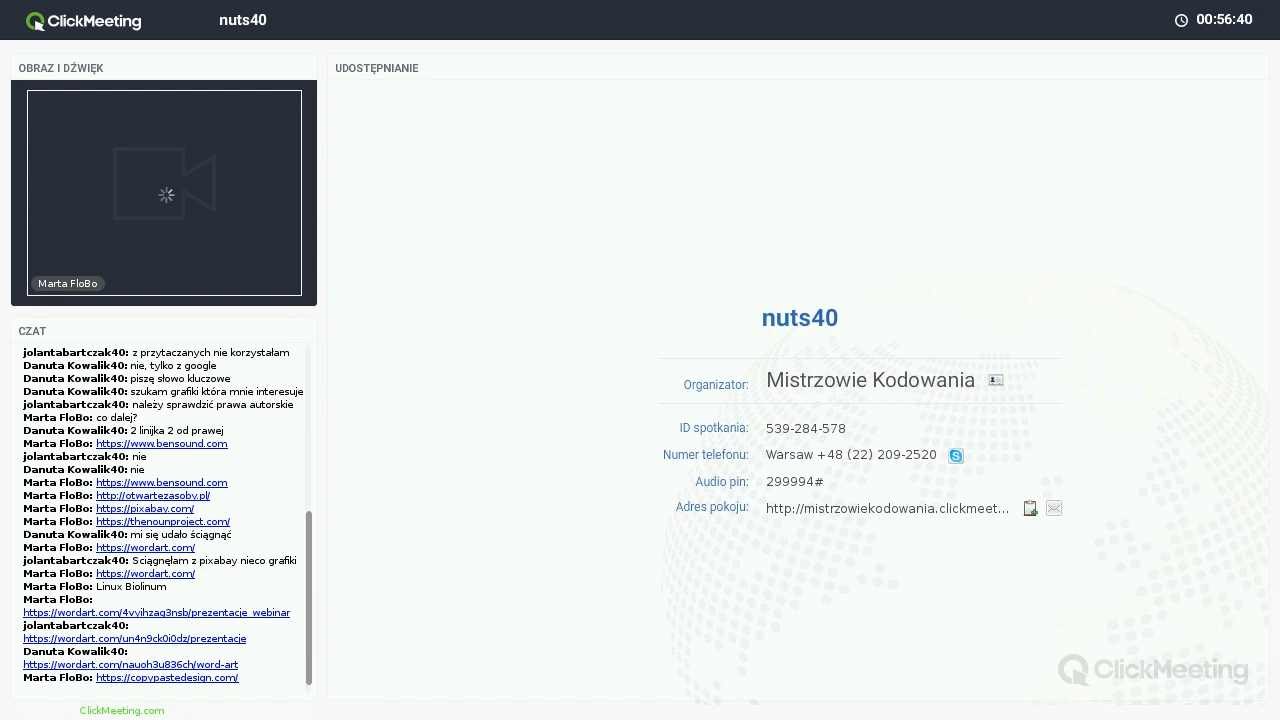 ClickMeeting
nuts40
00:56:40
OBRAZ I DŹWIĘK
Marta FloBo
CZAT
jolantabartczak40: z przytaczanych nie korzystałam
Danuta Kowalik40: nie, tylko z google
Danuta Kowalik40: piszę słowo kluczowe
Danuta Kowalik40: szukam grafiki która mnie interesuje
jolantabartczak40: należy sprawdzić prawa autorskie
Marta FloBo: co dalej?
Danuta Kowalik40: 2 linijka 2 od prawej
Marta FloBo: https://www.bensound.com
jolantabartczak40: nie
Danuta Kowalik40: nie
Marta FloBo: https://www.bensound.com
Marta FloBo: http://otwartezasoby.pl/
Marta FloBo: https://pixabay.com/
Marta FloBo: https://thenounproject.com/
Danuta Kowalik40: mi się udało ściągnąć
Marta FloBo: https://wordart.com/
jolantabartczak40: Sciągnęłam z pixabay nieco grafiki
Marta FloBo: https://wordart.com/
Marta FloBo: Linux Biolinum
Marta FloBo:
https://wordart.com/4vyihzaq3nsb/prezentacje_webinar
jolantabartczak40:
https://wordart.com/un4n9ck0i0dz/prezentacje
Danuta Kowalik40:
https://wordart.com/nauoh3u836ch/word-art
Marta FloBo: https://copypastedesign.com/
ClickMeeting.com
UDOSTĘPNIANIE
nuts40
Organizator: Mistrzowie Kodowania
ID spotkania: 539-284-578
Numer telefonu: Warsaw +48 (22) 209-2520
Audio pin: 299994#
Adres pokoju: http://mistrzowiekodowania.clickmeet...
ClickMeeting